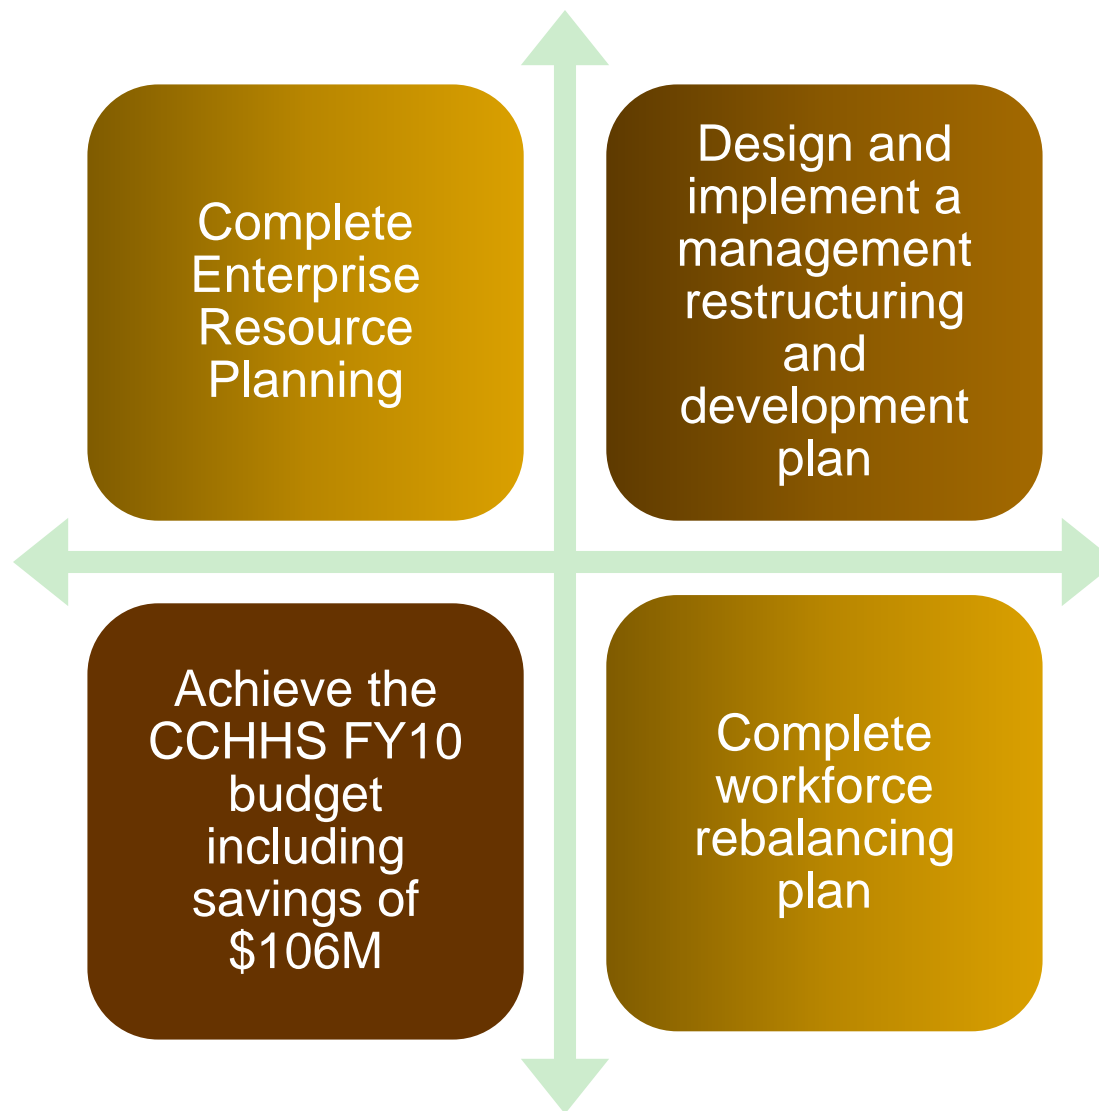 Complete
Enterprise
Resource
Planning
Design and
implement a
management
restructuring
and
development
plan
Achieve the
CCHHS FY10
budget
including
savings of
$106M
Complete
workforce
rebalancing
plan